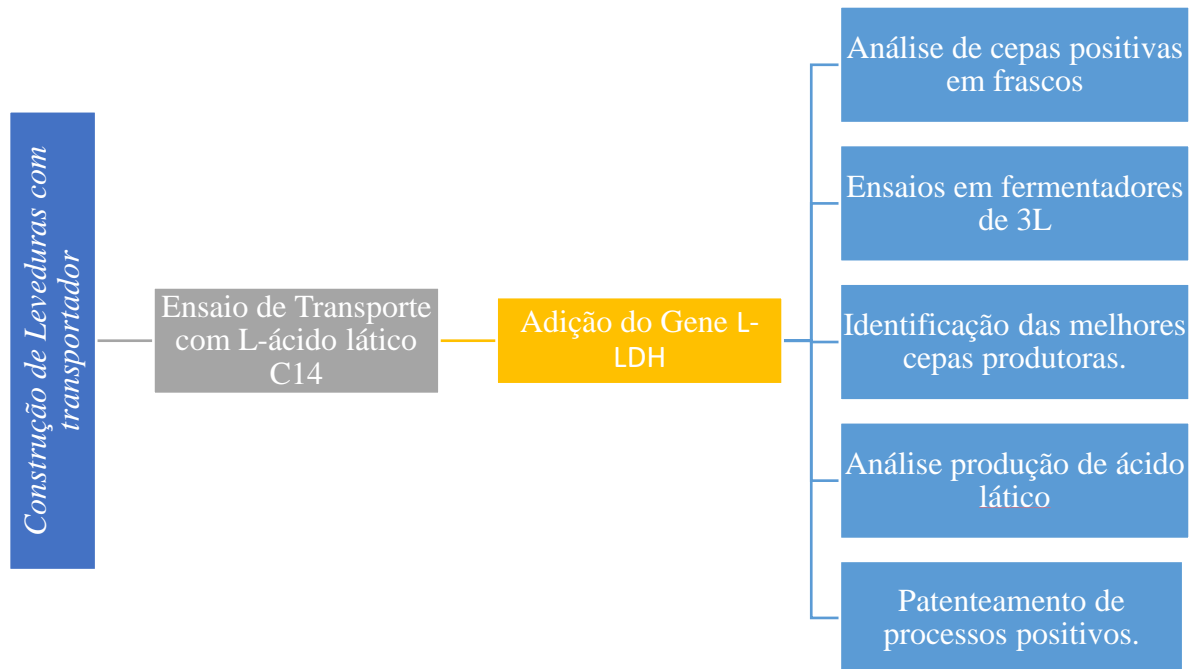 Construção de Leveduras com
transportador
Ensaio de Transporte
com L-ácido lático
C14
Adição do Gene L-
LDH
Análise de cepas positivas
em frascos
Ensaios em fermentadores
de 3L
Identificação das melhores
cepas produtoras.
Análise produção de ácido
lático
Patenteamento de
processos positivos.